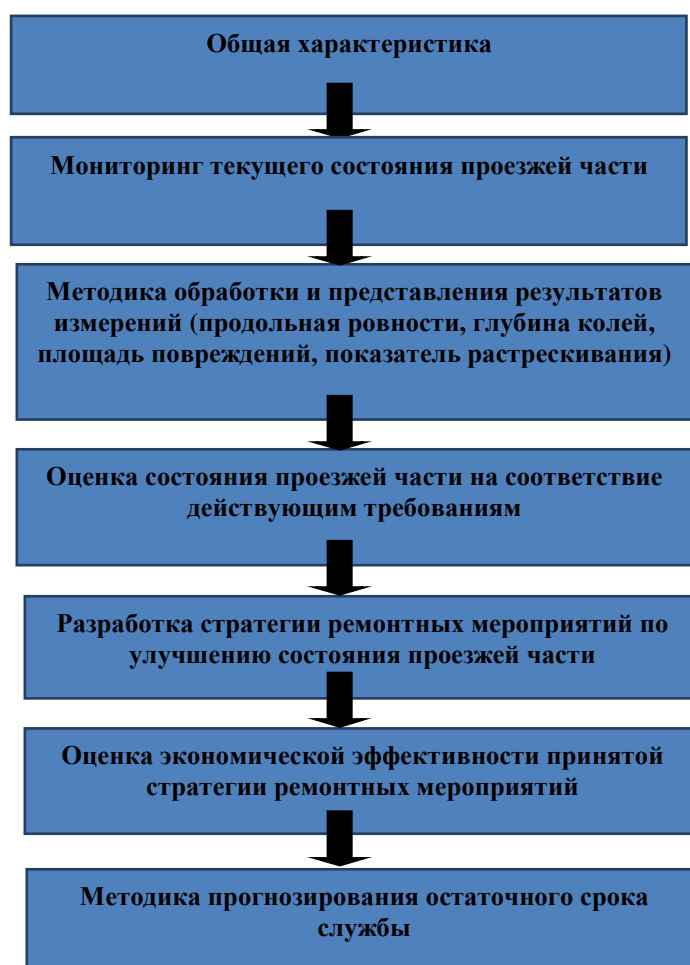 Общая характеристика
Мониторинг текущего состояния проезжей части
Методика обработки и представления результатов
измерений (продольная ровности, глубина колей,
площадь повреждений, показатель растрескивания)
Оценка состояния проезжей части на соответствие
действующим требованиям
Разработка стратегии ремонтных мероприятий по
улучшению состояния проезжей части
Оценка экономической эффективности принятой
стратегии ремонтных мероприятий
Методика прогнозирования остаточного срока
службы